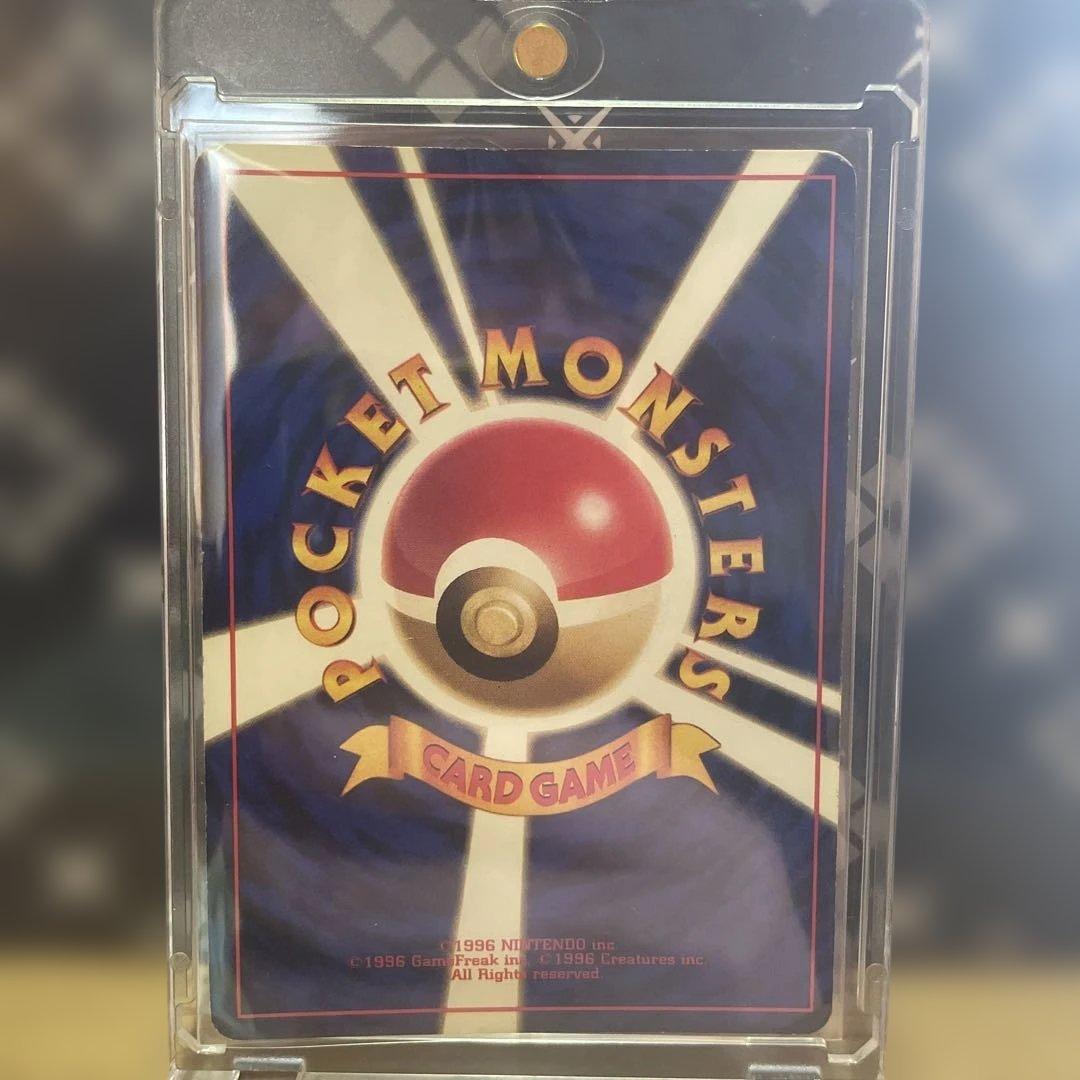 POCKET MONSTERS
CARD GAME
©1996 NINTENDO inc.
©1996 GameFreak inc. ©1996 Creatures inc.
All Rights reserved.